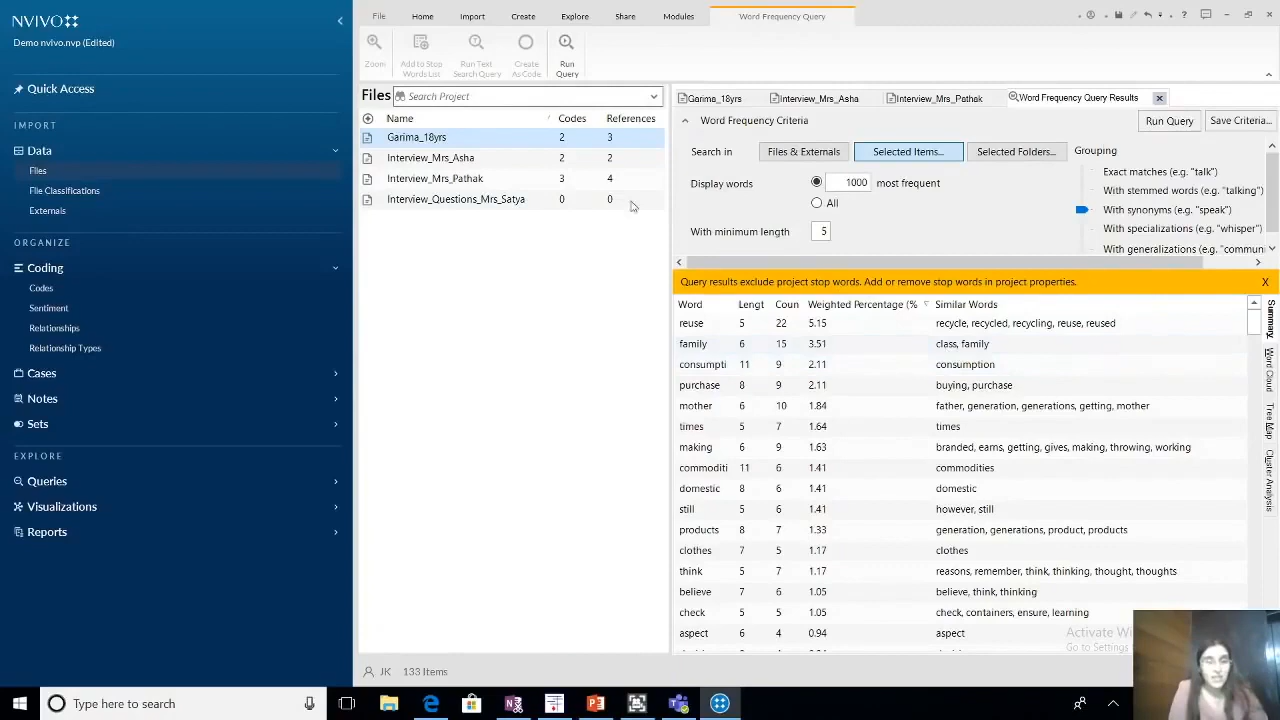 NVIVO
Demo nvivo.nvp (Edited)
Quick Access
IMPORT
Data
Files
File Classifications
Externals
ORGANIZE
Coding
Codes
Sentiment
Relationships
Relationship Types
Cases
Notes
Sets
EXPLORE
Queries
Visualizations
Reports
File Home Import Create Explore Share Modules Word Frequency Query
Zoom
Add to Stop
Words List
Run Text
Search Query
Create
As Code
Run
Query
Files Search Project
Name Codes References
Garima_18yrs 2 3
Interview_Mrs_Asha 2 2
Interview_Mrs_Pathak 3 4
Interview_Questions_Mrs_Satya 0 0
JK 133 Items
Garima_18yrs Interview_Mrs_Asha Interview_Mrs_Pathak Word Frequency Query Results
Word Frequency Criteria Run Query Save Criteria...
Search in Files & Externals Selected Items... Selected Folders... Grouping
Display words 1000 most frequent
All
With minimum length 5
Exact matches (e.g. "talk")
With stemmed words (e.g. "talking)
With synonyms (e.g. "speak")
With specializations (e.g. "whisper")
With generalizations (e.g. "commun
Query results exclude project stop words. Add or remove stop words in project properties. X
Word Lengt Coun Weighted Percentage (% Similar Words
reuse 5 22 5.15 recycle, recycled, recycling, reuse, reused
family 6 15 3.51 class, family
consumpti 11 9 2.11 consumption
purchase 8 9 2.11 buying, purchase
mother 6 10 1.84 father, generation, generations, getting, mother
times 5 7 1.64 times
making 6 9 1.63 branded, earns, getting, gives, making, throwing, working
commoditi 11 6 1.41 commodities
domestic 8 6 1.41 domestic
still 5 6 1.41 however, still
products 8 7 1.33 generation, generations, product, products
clothes 7 5 1.17 clothes
think 5 7 1.17 reasons, remember, think, thinking, thought, thoughts
believe 7 6 1.05 believe, think, thinking
check 5 5 1.05 check, containers, ensure, learning
aspect 6 4 0.94 aspect
Summary
Word Cloud
Tree Map
Cluster Analysis
Activate Wi
Go to Settings
Type here to search